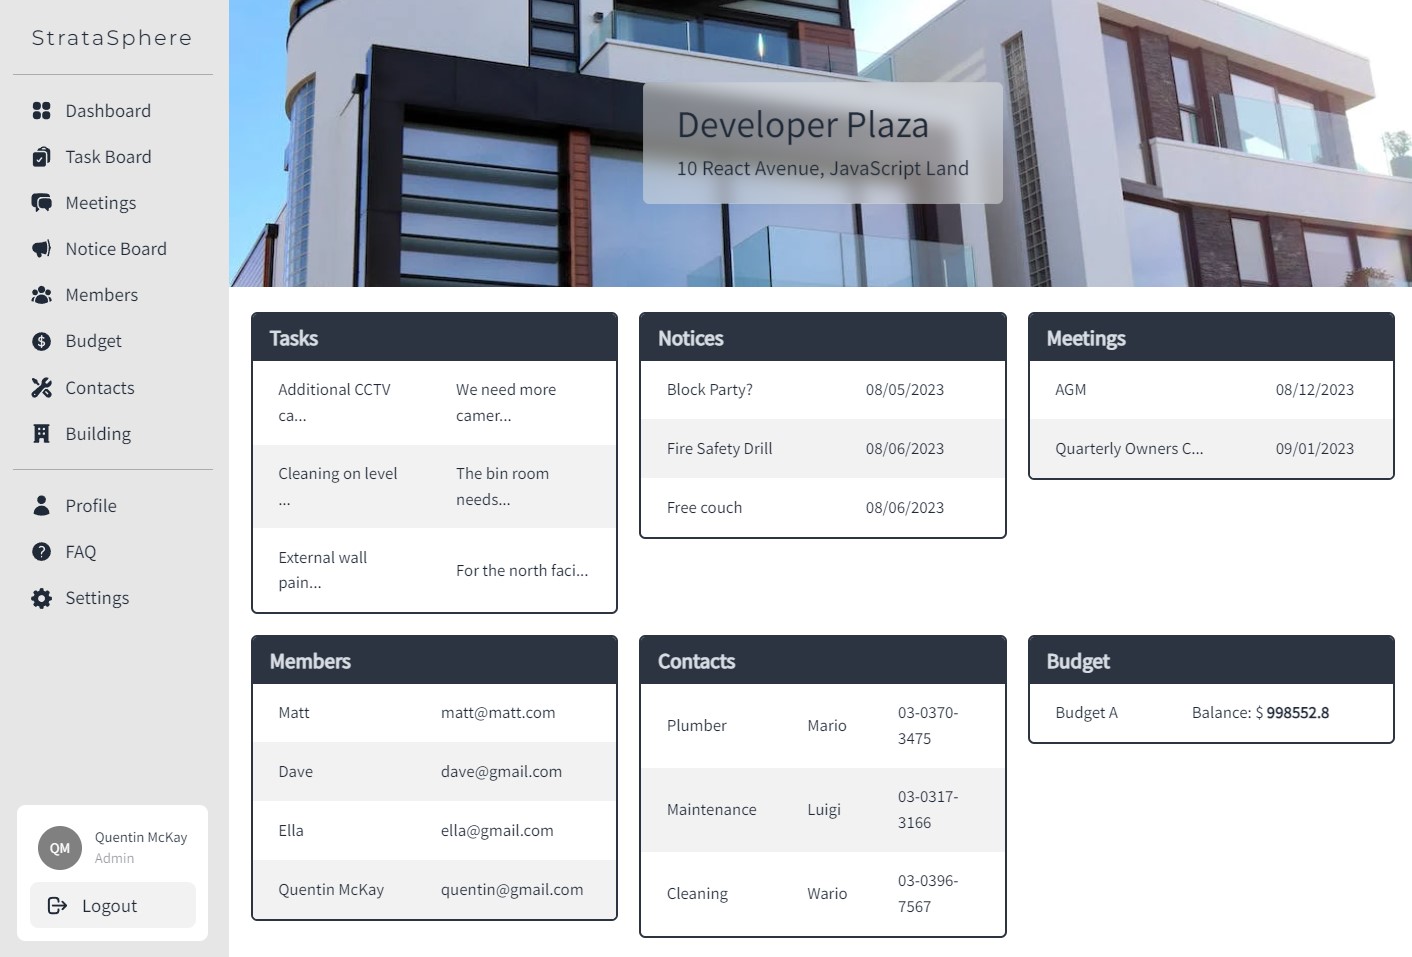 StrataSphere
Dashboard
Task Board
Meetings
Notice Board
Members
Budget
Contacts
Building
Profile
FAQ
Settings
QM
Quentin McKay
Admin
Logout
Developer Plaza
10 React Avenue, JavaScript Land
Tasks
Additional CCTV We need more
ca... camer...
Cleaning on level The bin room
... needs...
External wall
pain... For the north faci...
Notices
Block Party? 08/05/2023
Fire Safety Drill 08/06/2023
Free couch 08/06/2023
Meetings
AGM 08/12/2023
Quarterly Owners C... 09/01/2023
Members
Matt matt@matt.com
Dave dave@gmail.com
Ella ella@gmail.com
Quentin McKay quentin@gmail.com
Contacts
Plumber Mario 03-0370-
3475
Maintenance Luigi 03-0317-
3166
Cleaning Wario 03-0396-
7567
Budget
Budget A Balance: $ 998552.8